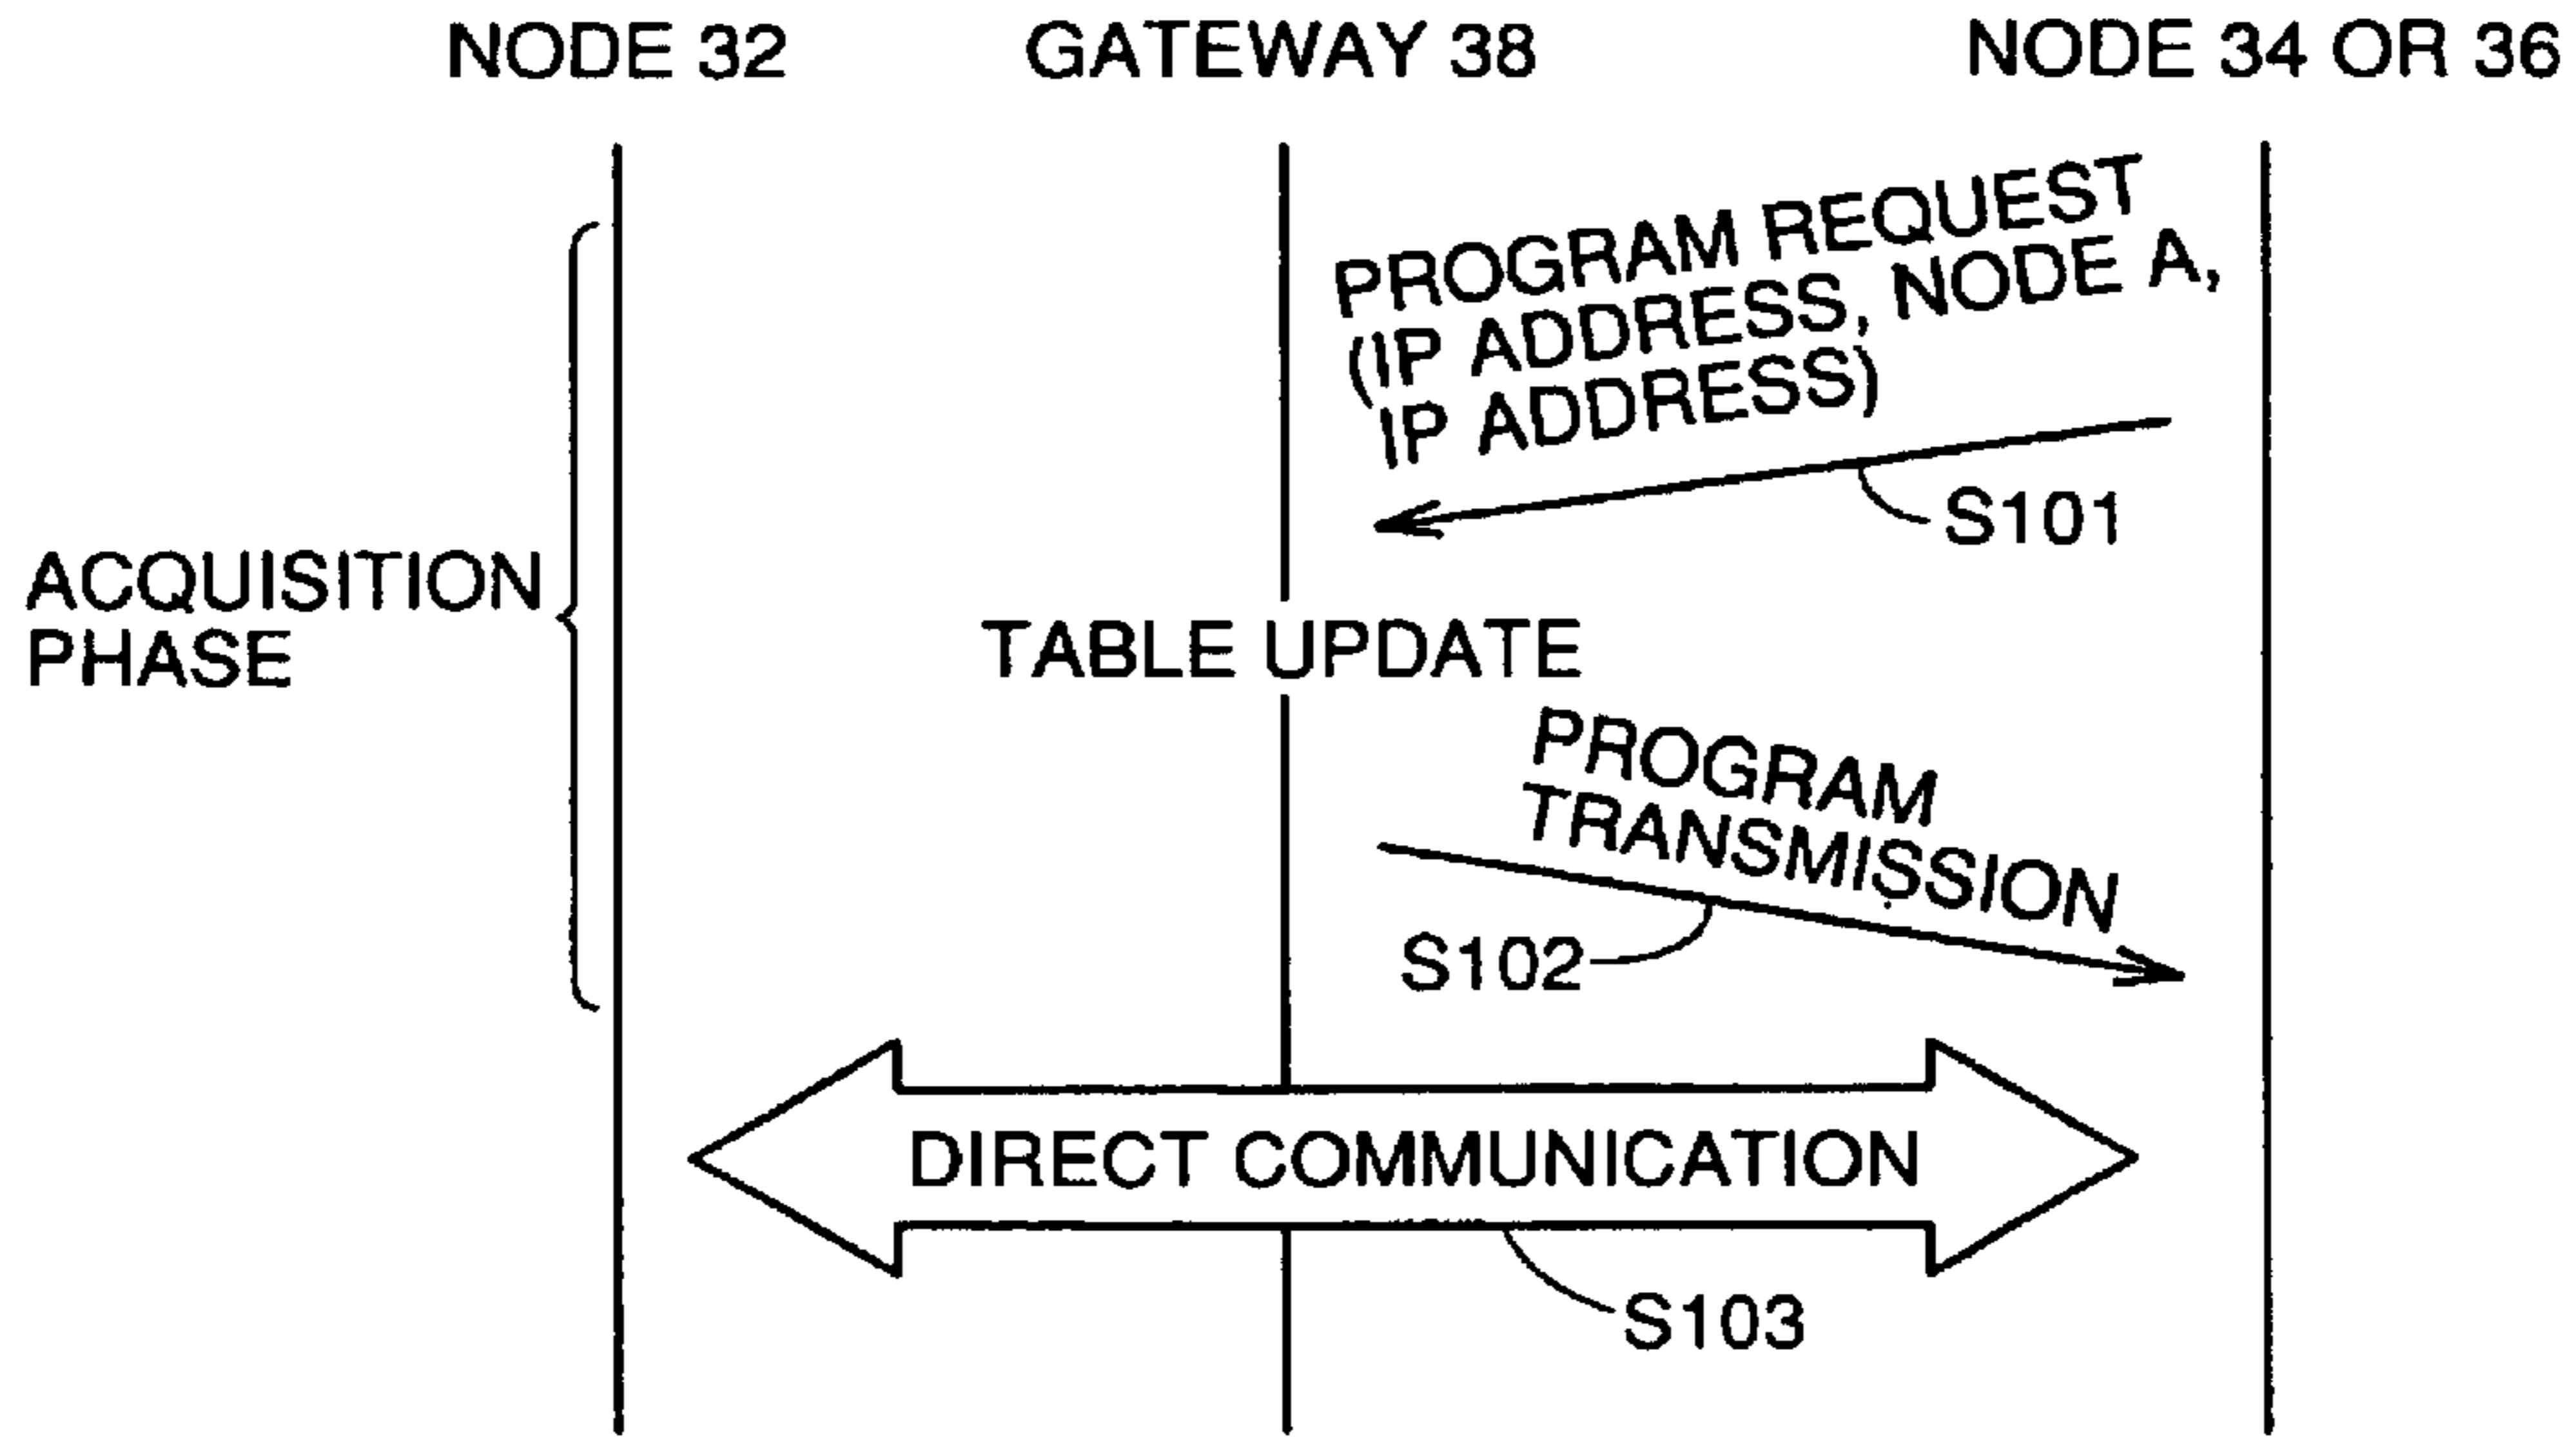 NODE 32
GATEWAY 38
NODE 34 OR 36
PROGRAM REQUEST
(IP ADDRESS, NODE A,
IP ADDRESS)
S101
ACQUISITION
PHASE
TABLE UPDATE
PROGRAM
TRANSMISSION
S102
DIRECT COMMUNICATION
S103